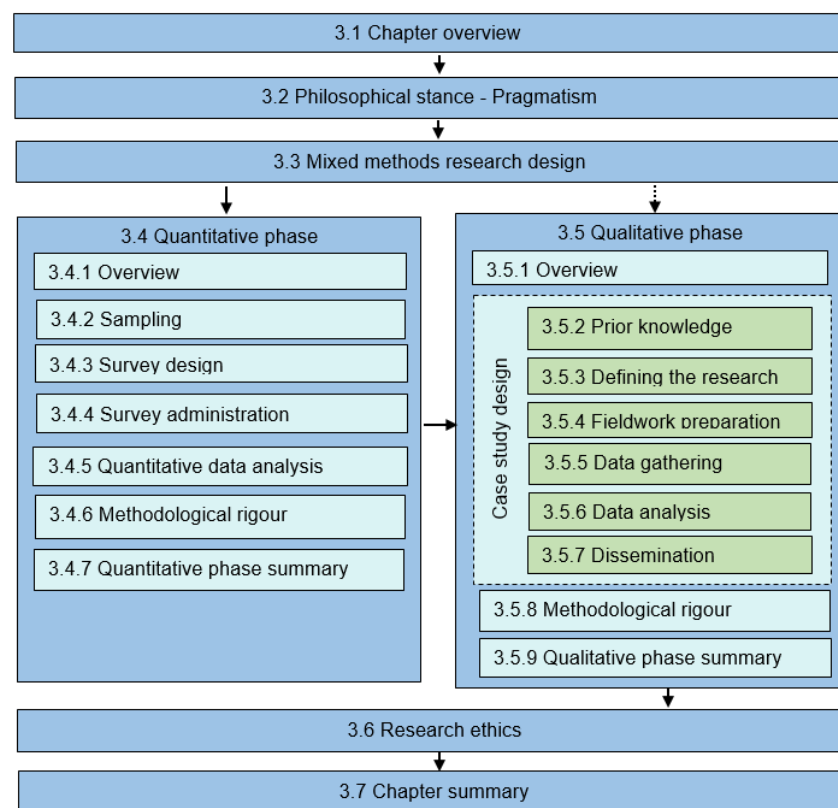 3.1 Chapter overview
3.2 Philosophical stance - Pragmatism
3.3 Mixed methods research design
3.4 Quantitative phase
3.4.1 Overview
3.4.2 Sampling
3.4.3 Survey design
3.4.4 Survey administration
3.4.5 Quantitative data analysis
3.4.6 Methodological rigour
3.4.7 Quantitative phase summary
3.5 Qualitative phase
3.5.1 Overview
Case study design
3.5.2 Prior knowledge
3.5.3 Defining the research
3.5.4 Fieldwork preparation
3.5.5 Data gathering
3.5.6 Data analysis
3.5.7 Dissemination
3.5.8 Methodological rigour
3.5.9 Qualitative phase summary
3.6 Research ethics
3.7 Chapter summary